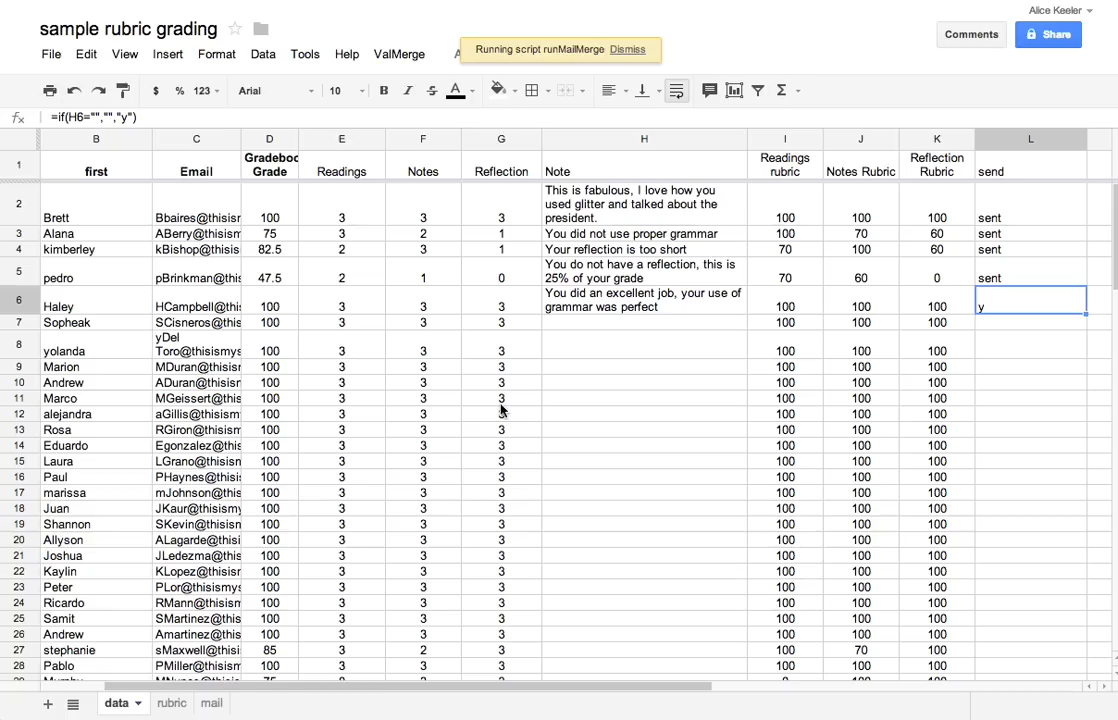 Alice Keeler
sample rubric grading
File Edit View Insert Format Data Tools Help ValMerge
Running script runMailMerge Dismiss
Comments Share
$ % 123 Arial 10 B I S A Σ
fx =if(H6="","","y")
B C D E F G H I J K L
1 first Email Gradebook Grade Readings Notes Reflection Note Readings rubric Notes Rubric Reflection Rubric send
2 Brett Bbaires@thisisr 100 3 3 3 This is fabulous, I love how you used glitter and talked about the president. 100 100 100 sent
3 Alana ABerry@thisism 75 3 2 1 You did not use proper grammar 100 70 60 sent
4 kimberley kBishop@thisis 82.5 2 3 1 Your reflection is too short 70 100 60 sent
5 pedro pBrinkman@this 47.5 2 1 0 You do not have a reflection, this is 25% of your grade 70 60 0 sent
6 Haley HCampbell@this 100 3 3 3 You did an excellent job, your use of grammar was perfect 100 100 100 y
7 Sopheak SCisneros@this 100 3 3 3 100 100 100
8 yolanda yDel Toro@thisismys 100 3 3 3 100 100 100
9 Marion MDuran@thisis 100 3 3 3 100 100 100
10 Andrew ADuran@thisisr 100 3 3 3 100 100 100
11 Marco MGeissert@this 100 3 3 3 100 100 100
12 alejandra aGillis@thisism 100 3 3 3 100 100 100
13 Rosa RGiron@thisism 100 3 3 3 100 100 100
14 Eduardo Egonzalez@this 100 3 3 3 100 100 100
15 Laura LGrano@thisisn 100 3 3 3 100 100 100
16 Paul PHaynes@thisi 100 3 3 3 100 100 100
17 marissa mJohnson@this 100 3 3 3 100 100 100
18 Juan JKaur@thisism 100 3 3 3 100 100 100
19 Shannon SKevin@thisism 100 3 3 3 100 100 100
20 Allyson ALagarde@thisi 100 3 3 3 100 100 100
21 Joshua JLedezma@this 100 3 3 3 100 100 100
22 Kaylin KLopez@thisisr 100 3 3 3 100 100 100
23 Peter PLor@thisismys 100 3 3 3 100 100 100
24 Ricardo RMann@thisism 100 3 3 3 100 100 100
25 Samit SMartinez@this 100 3 3 3 100 100 100
26 Andrew Amartinez@this 100 3 3 3 100 100 100
27 stephanie sMaxwell@thisi 85 3 2 3 100 70 100
28 Pablo PMiller@thisism 100 3 3 3 100 100 100
data rubric mail